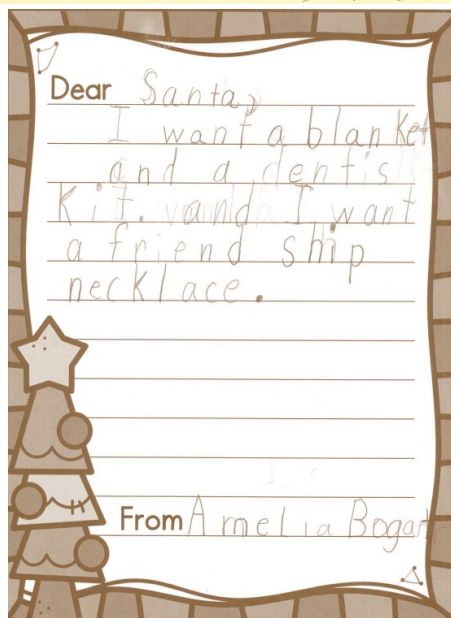 Dear Santa,
I want a blanket
and a dentis
Kit. and I want
a friend ship
necklace.
From Amelia Bogart